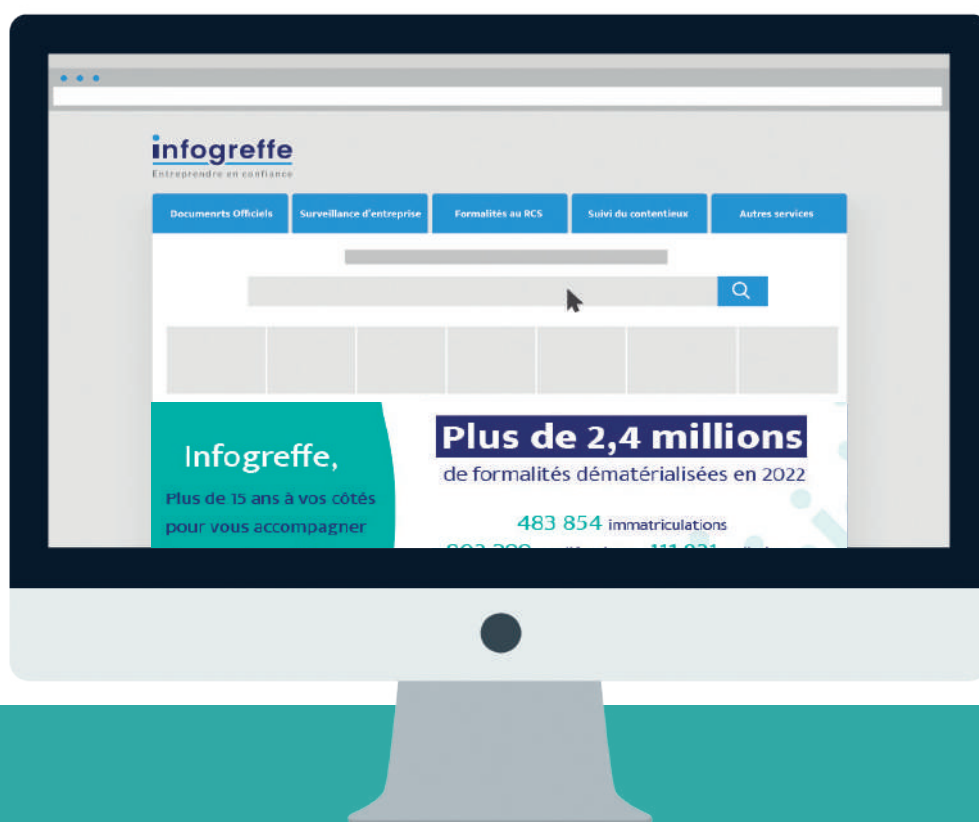 infogreffe
Entreprendre en confiance
Documenrts Officiels
Surveillance d'entreprise
Formalités au RCS
Suivi du contentieux
Autres services
Infogreffe,
Plus de 15 ans à vos côtés
pour vous accompagner
Plus de 2,4 millions
de formalités dématérialisées en 2022
483 854 immatriculations